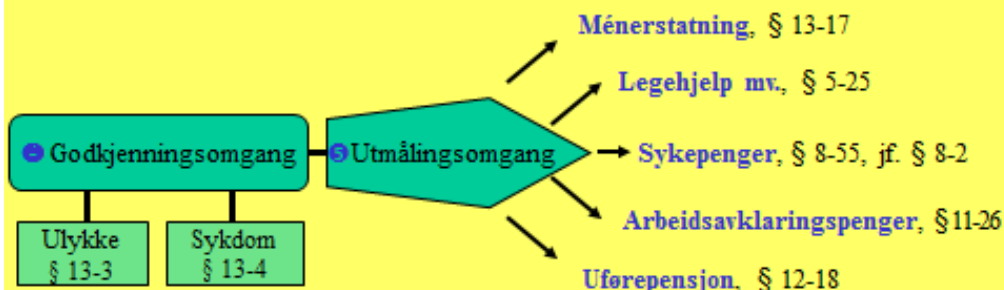 Ménerstatning, § 13-17
Legehjelp mv., § 5-25
Godkjenningsomgang
❺Utmålingsomgang
Sykepenger, § 8-55, jf. § 8-2
Arbeidsavklaringspenger, §11-26
Ulykke
§ 13-3
Sykdom
§ 13-4
Uførepensjon, § 12-18